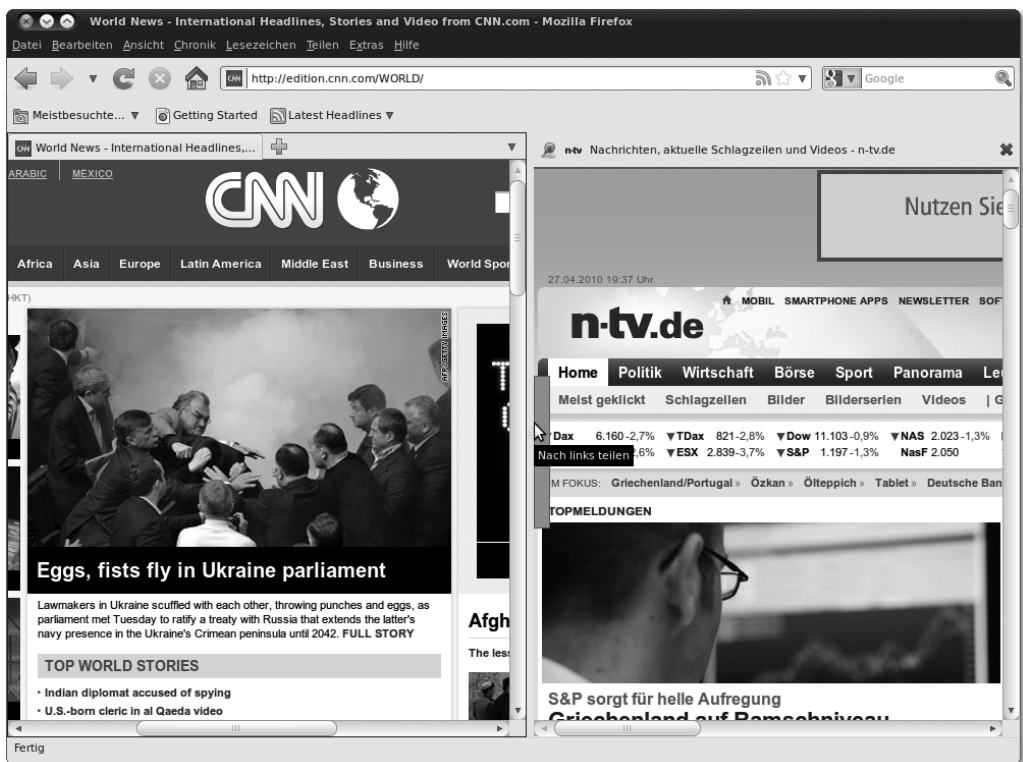 World News - International Headlines, Stories and Video from CNN.com - Mozilla Firefox
Datei Bearbeiten Ansicht Chronik Lesezeichen Teilen Extras Hilfe
CNN http://edition.cnn.com/WORLD/
Google
Meistbesuchte... Getting Started Latest Headlines
CNN World News - International Headlines,...
ARABIC MÉXICO
CNN
Africa Asia Europe Latin America Middle East Business World Spor
HKT)
AFP/GETTY IMAGES
Eggs, fists fly in Ukraine parliament
Lawmakers in Ukraine scuffled with each other, throwing punches and eggs, as
parliament met Tuesday to ratify a treaty with Russia that extends the latter's
navy presence in the Ukraine's Crimean peninsula until 2042. FULL STORY
TOP WORLD STORIES
Indian diplomat accused of spying
U.S.-born cleric in al Qaeda video
Afgh
The les
n-tv Nachrichten, aktuelle Schlagzeilen und Videos - n-tv.de
Nutzen Sie
27.04.2010 19:37 Uhr
MOBIL SMARTPHONE APPS NEWSLETTER SOF
n-tv.de
Home Politik Wirtschaft Börse Sport Panorama Le
Meist geklickt Schlagzeilen Bilder Bilderserien Videos | G
Dax 6.160 -2,7% ▼TDax 821 -2,8% ▼Dow 11.103 -0,9% ▼NAS 2.023 -1,3%
2,6% ▼ESX 2.839 -3,7% ▼S&P 1.197 -1,3% NasF 2.050
Nach links teilen
M FOKUS: Griechenland/Portugal » Özkan » Ölteppich » Tablet » Deutsche Ban
TOPMELDUNGEN
S&P sorgt für helle Aufregung
Griechenland auf Ramschniveau
Fertig